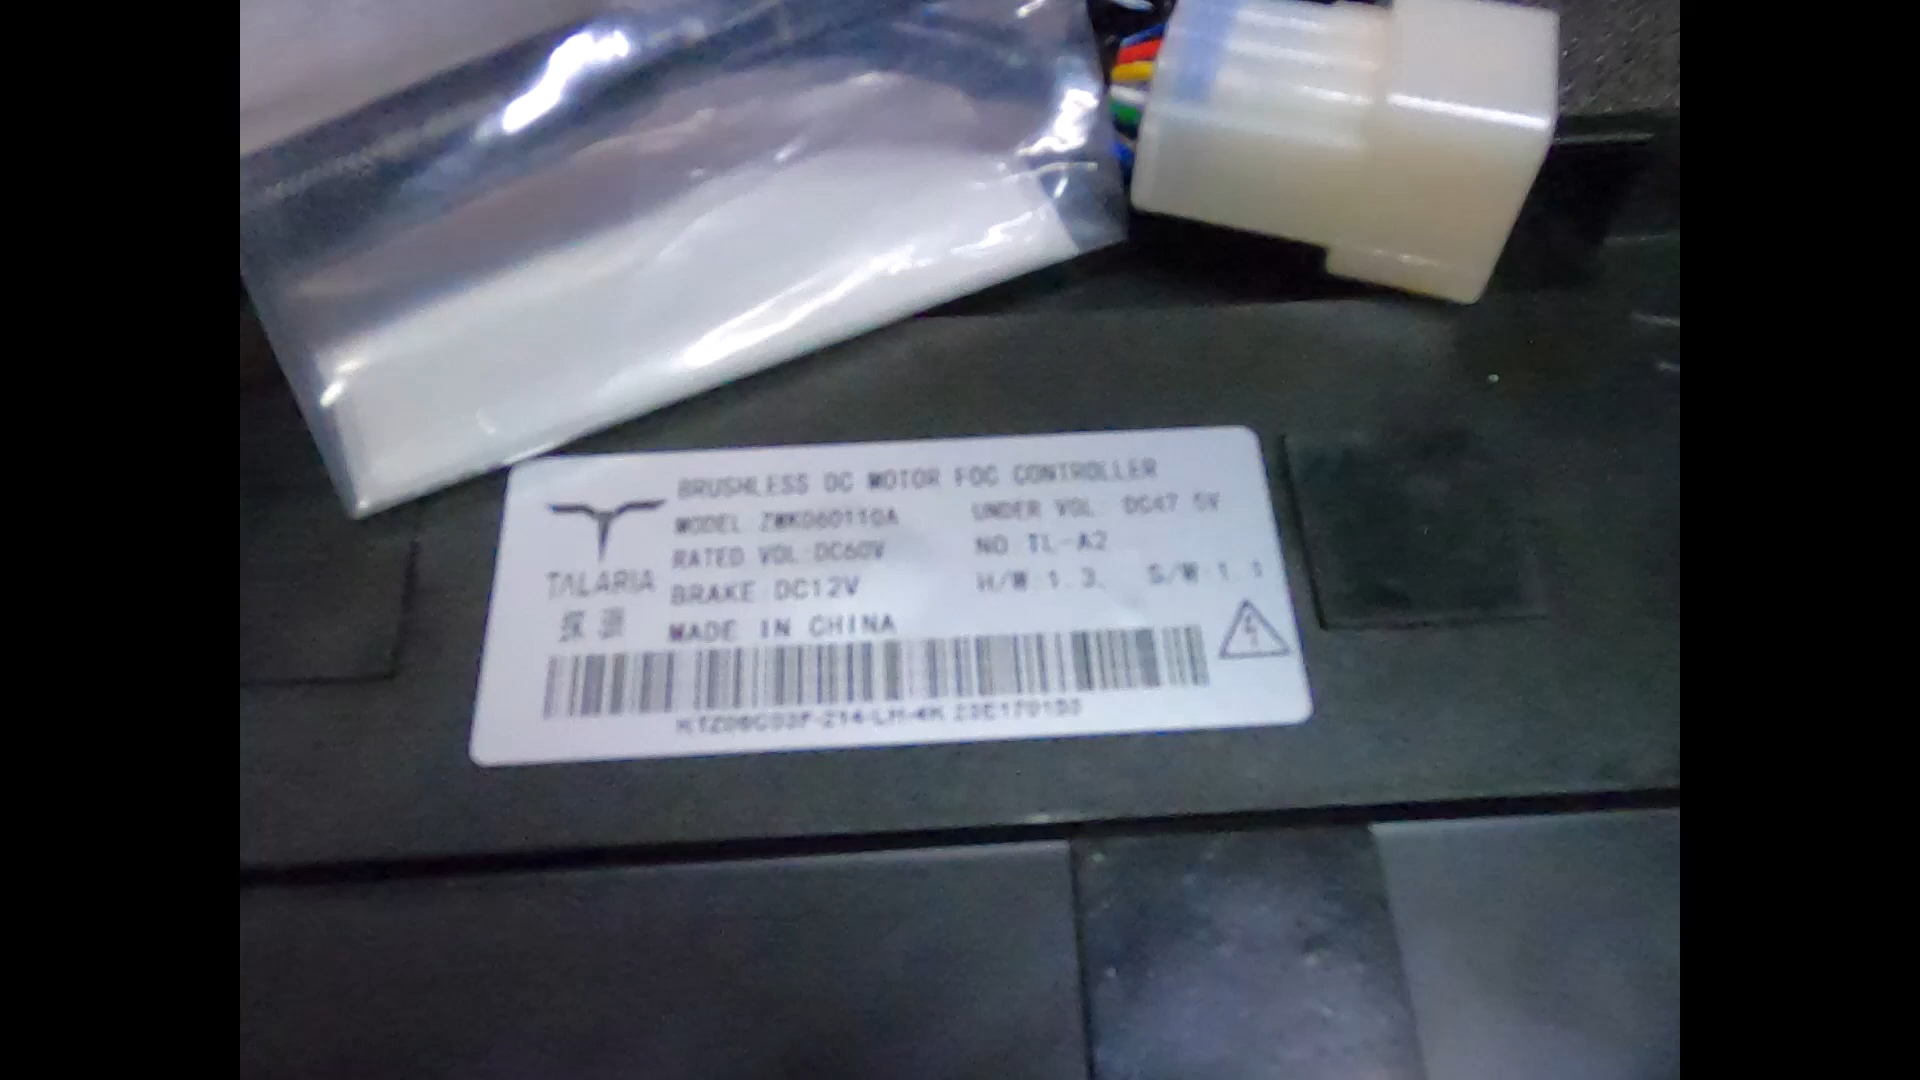 BRUSHLESS DC MOTOR FOC CONTROLLER
MODEL: ZWK060110A UNDER VOL: DC47.5V
RATED VOL:DC60V NO TL-A2
BRAKE:DC12V H/W:1.3. S/W:1.1
MADE IN CHINA
TALARIA